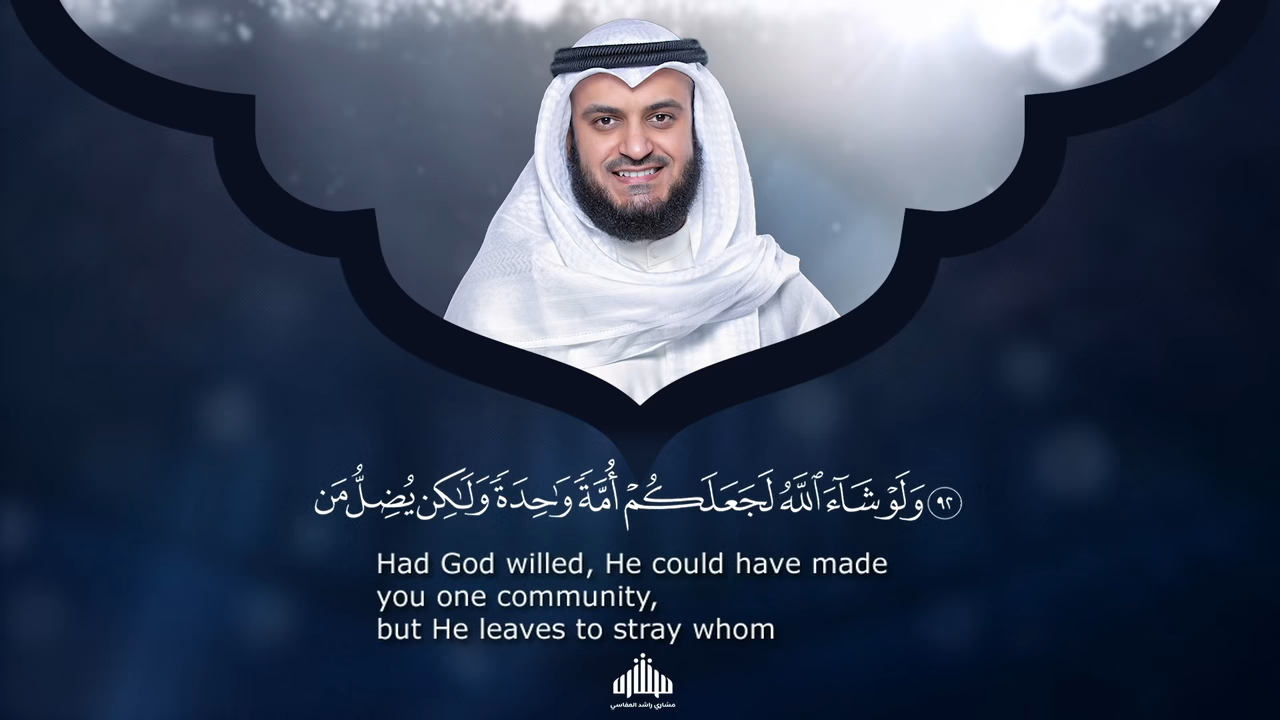 ۹۲ وَلَوْ شَآءَ ٱللَّهُ لَجَعَلَكُمْ أُمَّةً وَٰحِدَةً وَلَٰكِن يُضِلُّ مَن
Had God willed, He could have made
you one community,
but He leaves to stray whom
مشاري راشد العفاسي